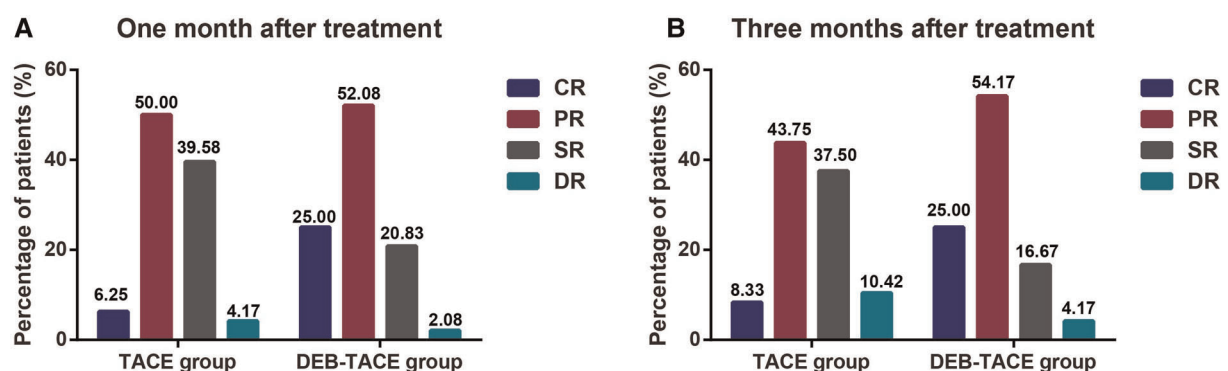 A
One month after treatment
Percentage of patients (%)
60
40
20
0
6.25
50.00
39.58
4.17
25.00
52.08
20.83
2.08
TACE group
DEB-TACE group
CR
PR
SR
DR
B
Three months after treatment
Percentage of patients (%)
60
40
20
0
8.33
43.75
37.50
10.42
25.00
54.17
16.67
4.17
TACE group
DEB-TACE group
CR
PR
SR
DR